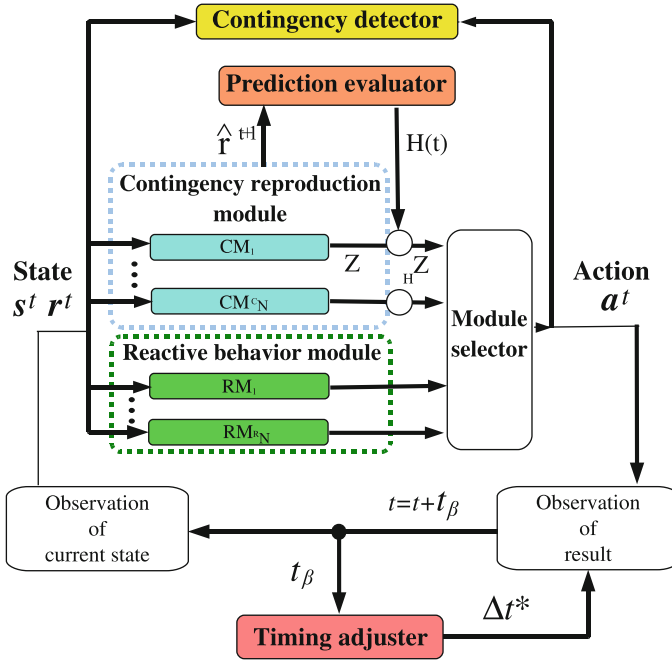 Contingency detector
Prediction evaluator
r̂ t+1
H(t)
Contingency reproduction
module
CM₁
Z
HZ
CMᶜN
State
sᵗ rᵗ
Action
aᵗ
Module
selector
Reactive behavior module
RM₁
RMᴿN
Observation
of
current state
t=t+tβ
Observation
of
result
tβ
Timing adjuster
Δt*